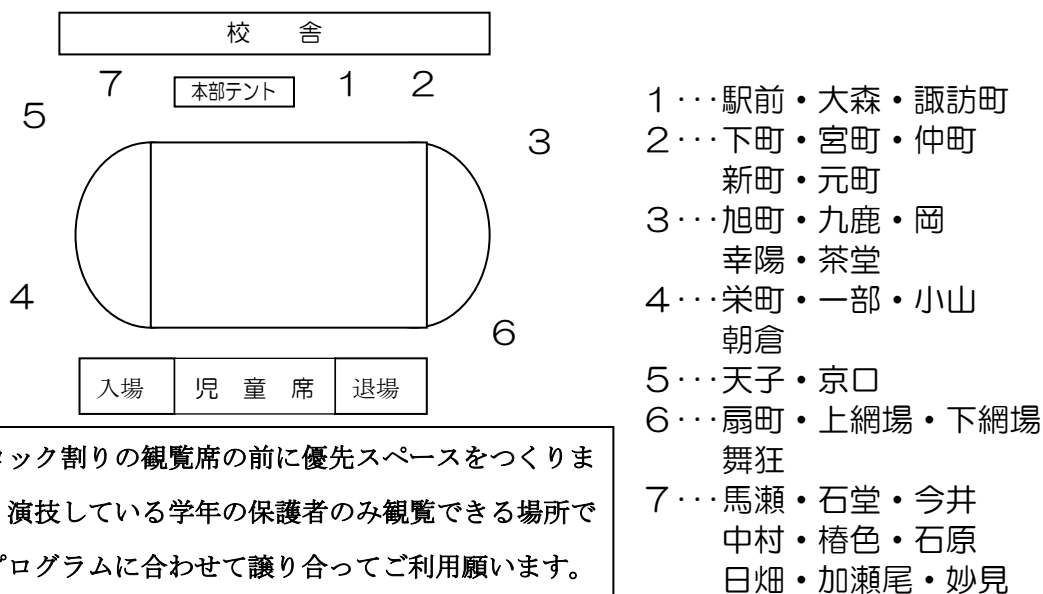 校　舎
7
本部テント
1
2
5
3
4
6
入場
児　童　席
退場
ック割りの観覧席の前に優先スペースをつくりま
演技している学年の保護者のみ観覧できる場所で
プログラムに合わせて譲り合ってご利用願います。
１･･･駅前・大森・諏訪町
２･･･下町・宮町・仲町
新町・元町
３･･･旭町・九鹿・岡
幸陽・茶堂
４･･･栄町・一部・小山
朝倉
５･･･天子・京口
６･･･扇町・上網場・下網場
舞狂
７･･･馬瀬・石堂・今井
中村・椿色・石原
日畑・加瀬尾・妙見